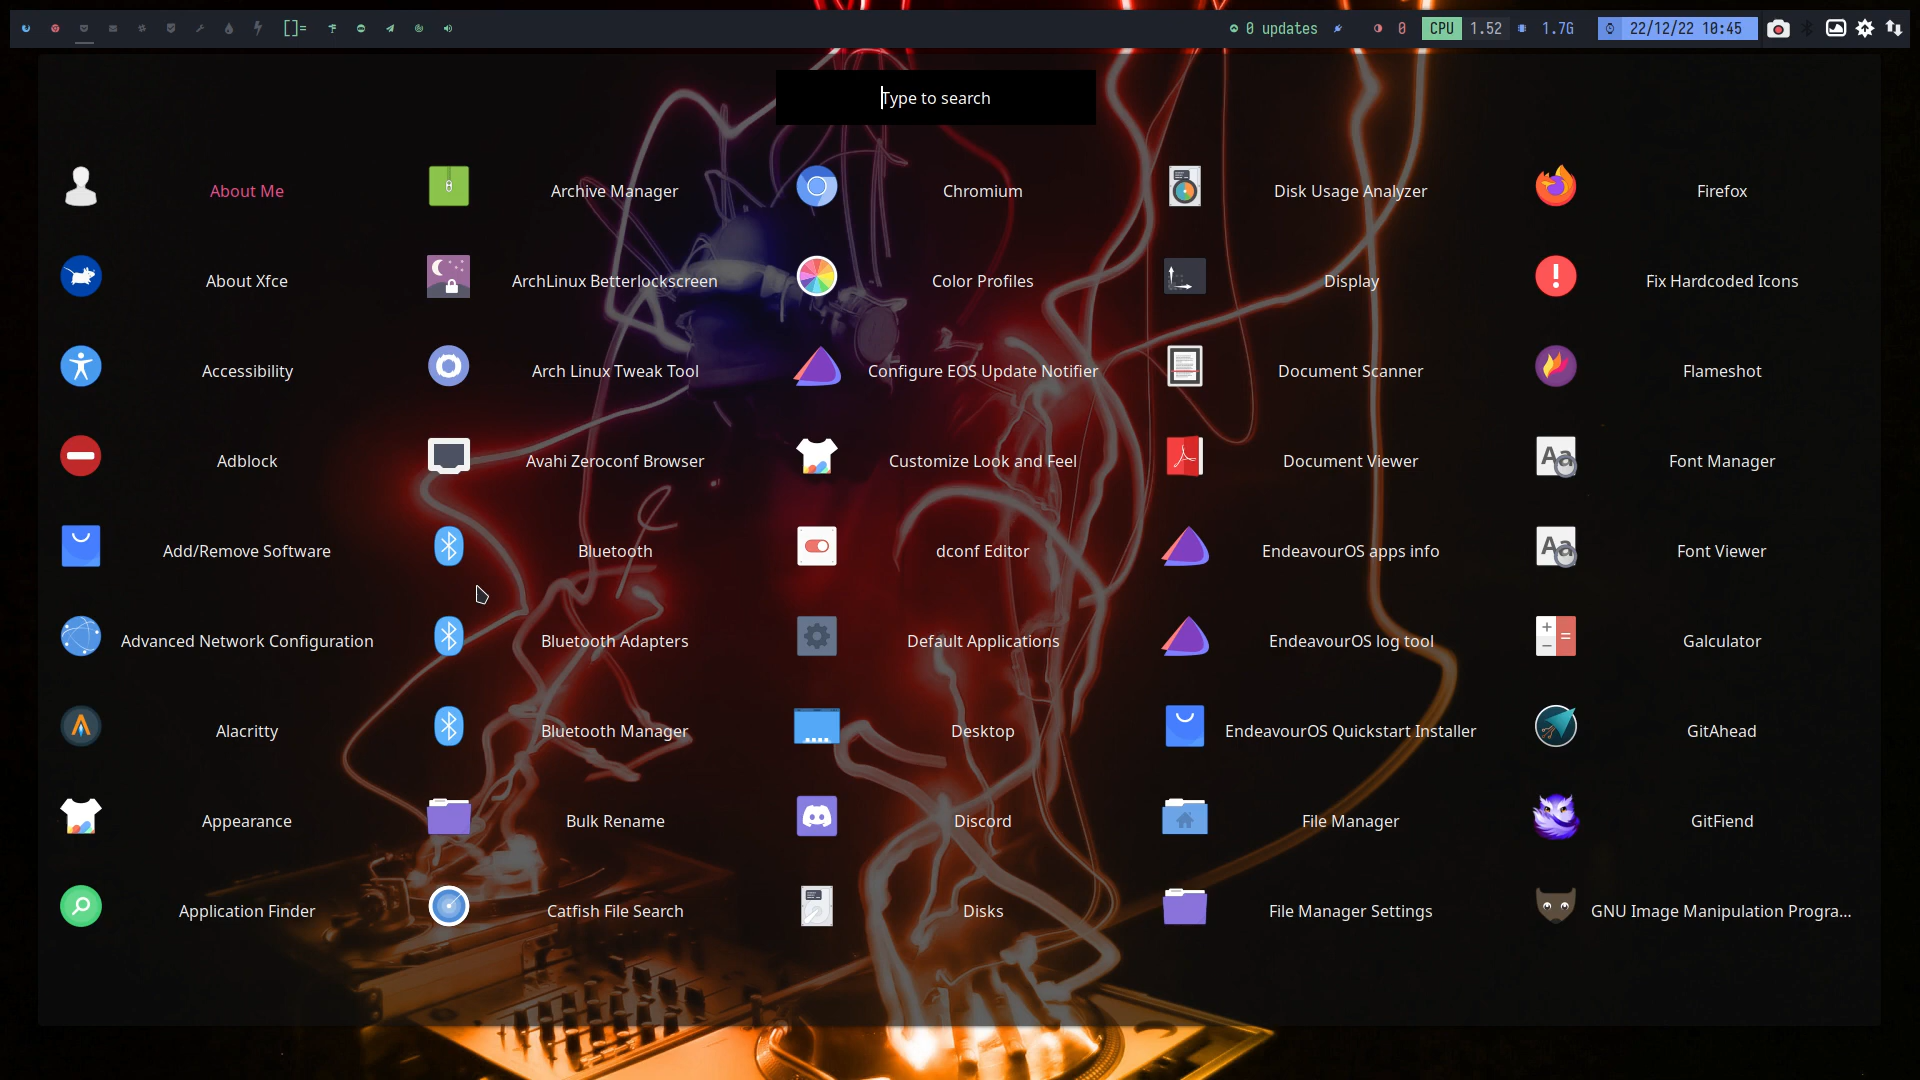 []=
0 updates
0
CPU
1.52
1.7G
22/12/22 10:45
Type to search
About Me
Archive Manager
Chromium
Disk Usage Analyzer
Firefox
About Xfce
ArchLinux Betterlockscreen
Color Profiles
Display
Fix Hardcoded Icons
Accessibility
Arch Linux Tweak Tool
Configure EOS Update Notifier
Document Scanner
Flameshot
Adblock
Avahi Zeroconf Browser
Customize Look and Feel
Document Viewer
Aa
Font Manager
Add/Remove Software
Bluetooth
dconf Editor
EndeavourOS apps info
Aa
Font Viewer
Advanced Network Configuration
Bluetooth Adapters
Default Applications
EndeavourOS log tool
Galculator
Alacritty
Bluetooth Manager
Desktop
EndeavourOS Quickstart Installer
GitAhead
Appearance
Bulk Rename
Discord
File Manager
GitFiend
Application Finder
Catfish File Search
Disks
File Manager Settings
GNU Image Manipulation Progra...